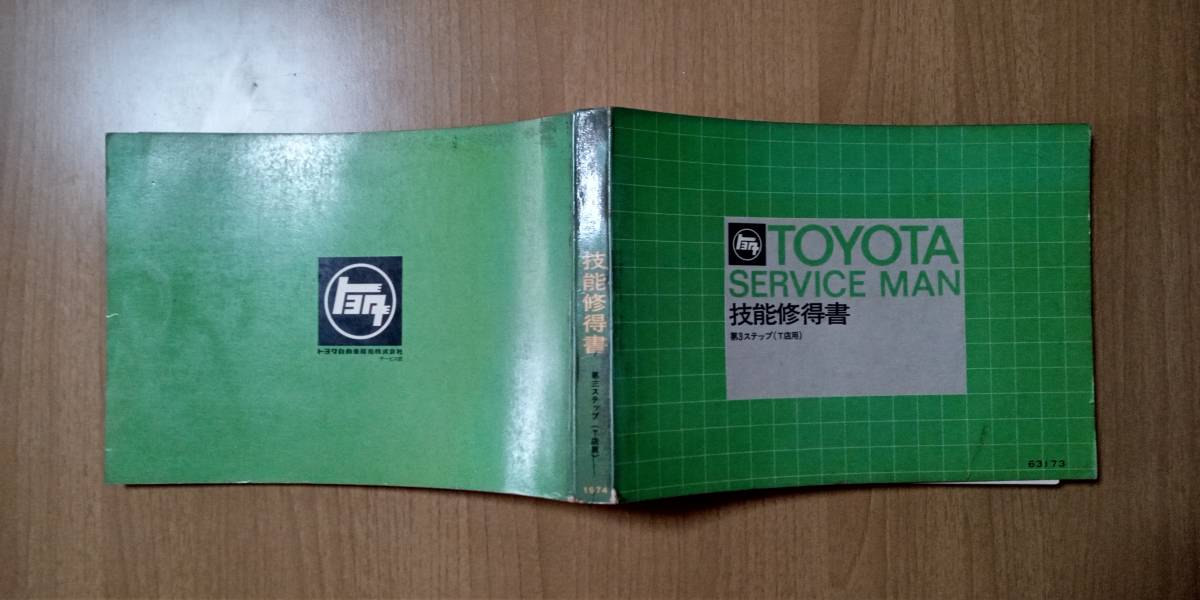 トヨタ
TOYOTA
SERVICE MAN
技能修得書
第3ステップ(T店用)
63173
技能修得書
第三ステップ(T店用)
1974
トヨタ
トヨタ自動車販売株式会社
サービス部